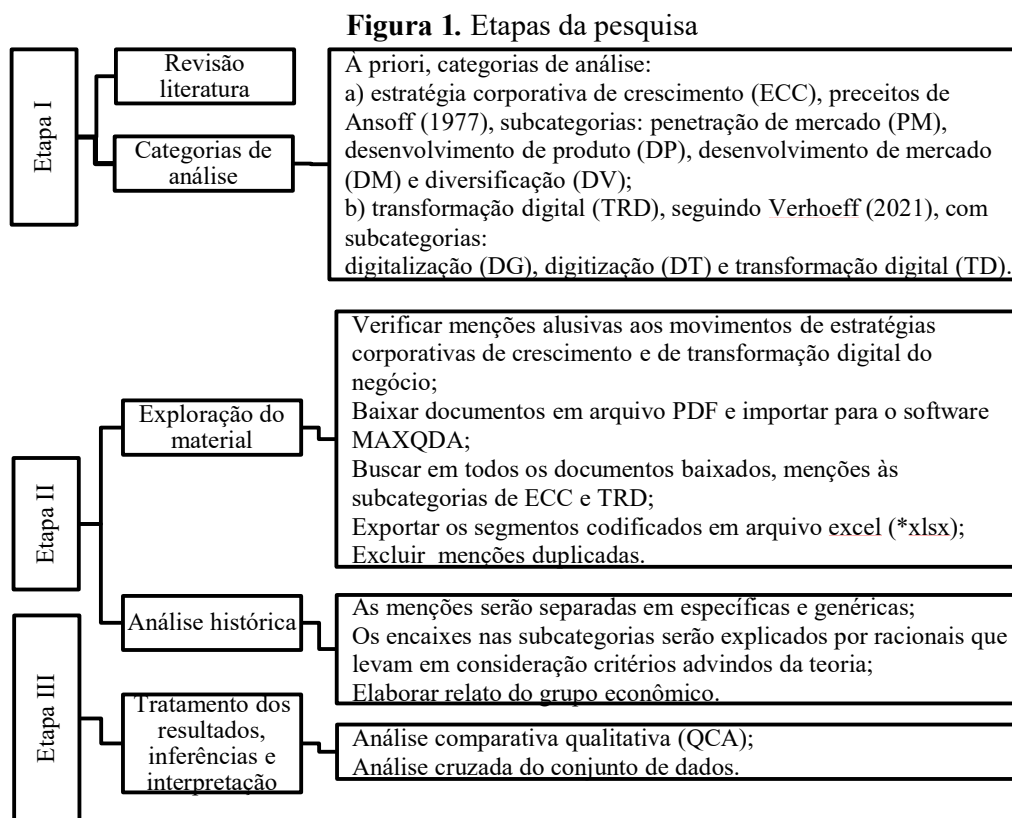 Figura 1. Etapas da pesquisa
Etapa I
Revisão
literatura
Categorias de
análise
À priori, categorias de análise:
a) estratégia corporativa de crescimento (ECC), preceitos de
Ansoff (1977), subcategorias: penetração de mercado (PM),
desenvolvimento de produto (DP), desenvolvimento de mercado
(DM) e diversificação (DV);
b) transformação digital (TRD), seguindo Verhoeff (2021), com
subcategorias:
digitalização (DG), digitização (DT) e transformação digital (TD).
Etapa II
Exploração do
material
Verificar menções alusivas aos movimentos de estratégias
corporativas de crescimento e de transformação digital do
negócio;
Baixar documentos em arquivo PDF e importar para o software
MAXQDA;
Buscar em todos os documentos baixados, menções às
subcategorias de ECC e TRD;
Exportar os segmentos codificados em arquivo excel (*xlsx);
Excluir menções duplicadas.
Análise histórica
As menções serão separadas em específicas e genéricas;
Os encaixes nas subcategorias serão explicados por racionais que
levam em consideração critérios advindos da teoria;
Elaborar relato do grupo econômico.
Etapa III
Tratamento dos
resultados,
inferências e
interpretação
Análise comparativa qualitativa (QCA);
Análise cruzada do conjunto de dados.